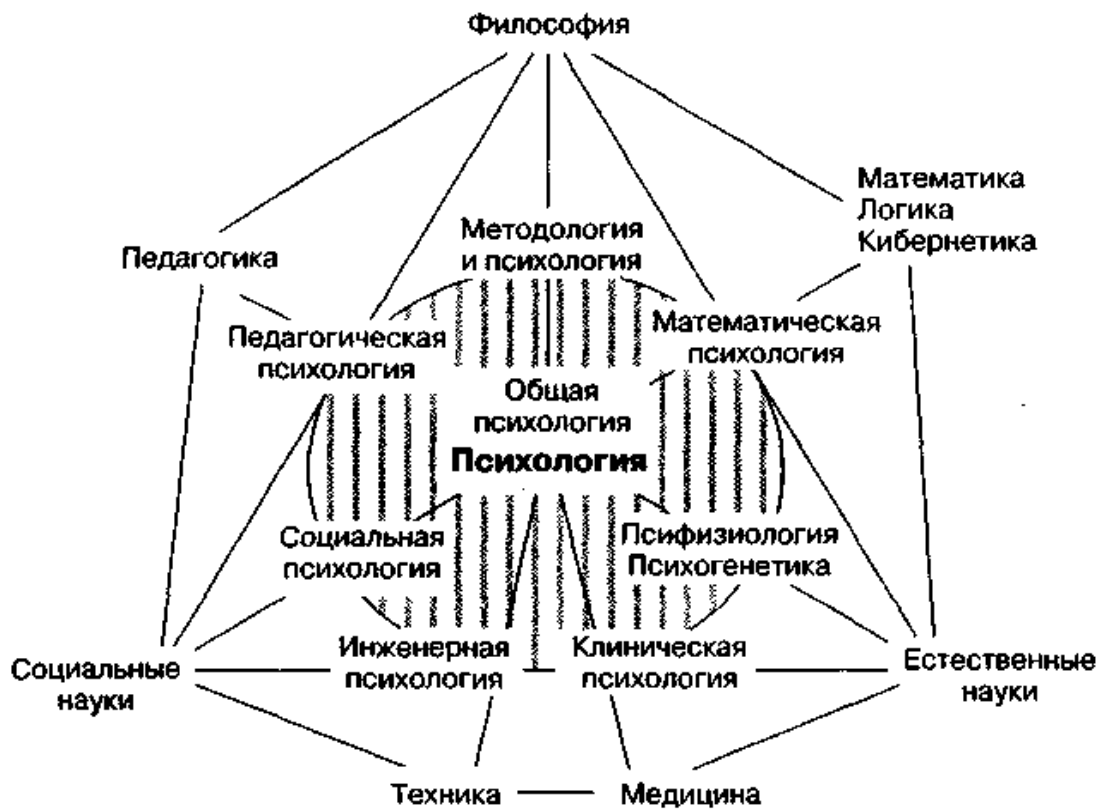 Философия
Математика
Логика
Кибернетика
Педагогика
Методология
и психология
Педагогическая
психология
Математическая
психология
Общая
психология
Психология
Социальная
психология
Псифизиология
Психогенетика
Инженерная
психология
Клиническая
психология
Социальные
науки
Естественные
науки
Техника
Медицина